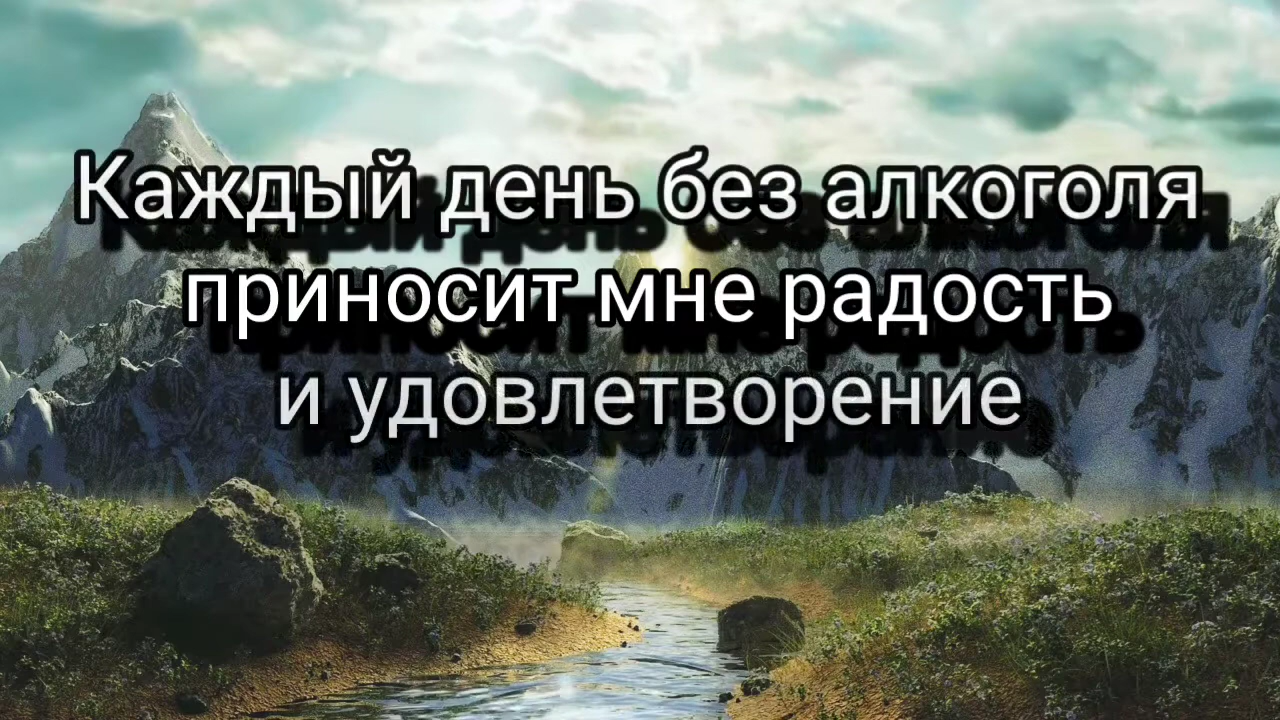 Каждый день без алкоголя
приносит мне радость
и удовлетворение